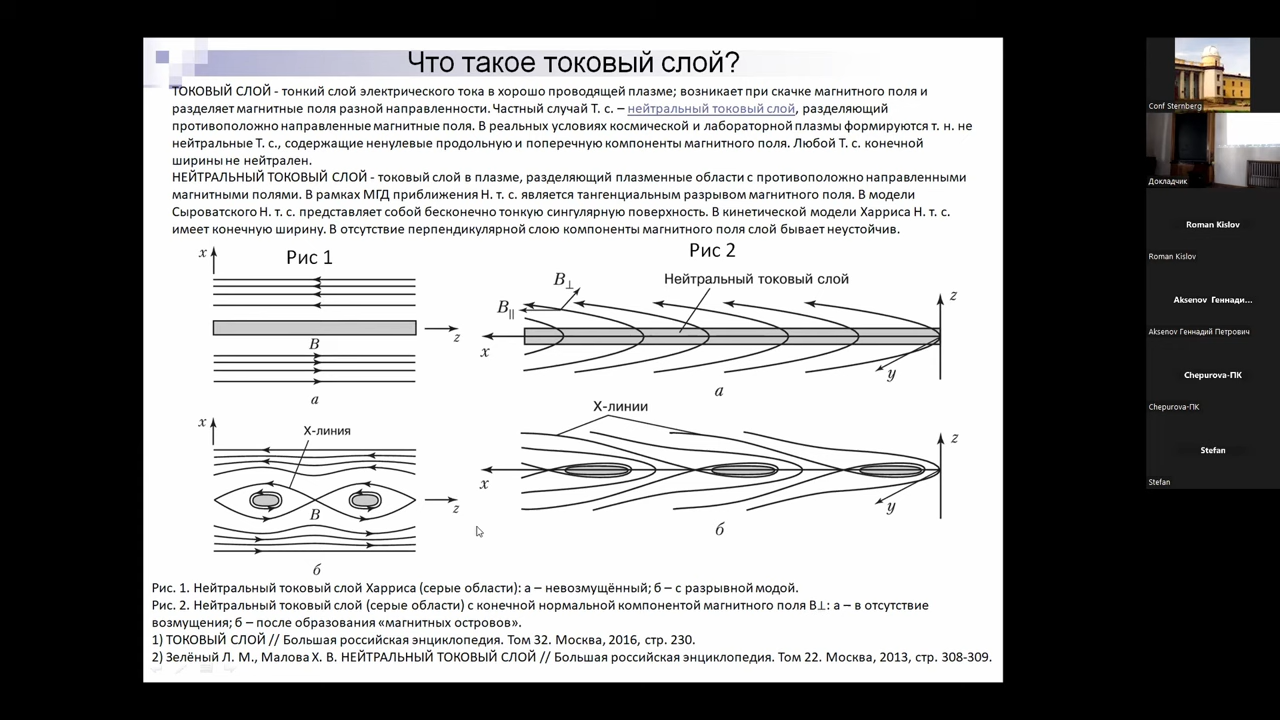 Что такое токовый слой?
ТОКОВЫЙ СЛОЙ - тонкий слой электрического тока в хорошо проводящей плазме; возникает при скачке магнитного поля и
разделяет магнитные поля разной направленности. Частный случай Т. с. – нейтральный токовый слой, разделяющий
противоположно направленные магнитные поля. В реальных условиях космической и лабораторной плазмы формируются т. н. не
нейтральные Т. с., содержащие ненулевые продольную и поперечную компоненты магнитного поля. Любой Т. с. конечной
ширины не нейтрален.
НЕЙТРАЛЬНЫЙ ТОКОВЫЙ СЛОЙ - токовый слой в плазме, разделяющий плазменные области с противоположно направленными
магнитными полями. В рамках МГД приближения Н. т. с. является тангенциальным разрывом магнитного поля. В модели
Сыроватского Н. т. с. представляет собой бесконечно тонкую сингулярную поверхность. В кинетической модели Харриса Н. т. с.
имеет конечную ширину. В отсутствие перпендикулярной слою компоненты магнитного поля слой бывает неустойчив.
x
Рис 1
z
B
а
x
X-линия
z
B
б
Рис 2
B⊥
Нейтральный токовый слой
z
B||
x
y
а
X-линии
z
x
y
б
Рис. 1. Нейтральный токовый слой Харриса (серые области): а – невозмущённый; б – с разрывной модой.
Рис. 2. Нейтральный токовый слой (серые области) с конечной нормальной компонентой магнитного поля B⊥: а – в отсутствие
возмущения; б – после образования «магнитных островов».
1) ТОКОВЫЙ СЛОЙ // Большая российская энциклопедия. Том 32. Москва, 2016, стр. 230.
2) Зелёный Л. М., Малова Х. В. НЕЙТРАЛЬНЫЙ ТОКОВЫЙ СЛОЙ // Большая российская энциклопедия. Том 22. Москва, 2013, стр. 308-309.
Conf Sternberg
Докладчик
Roman Kislov
Roman Kislov
Aksenov Геннади...
Aksenov Геннадий Петрович
Chepurova-ПК
Chepurova-ПК
Stefan
Stefan